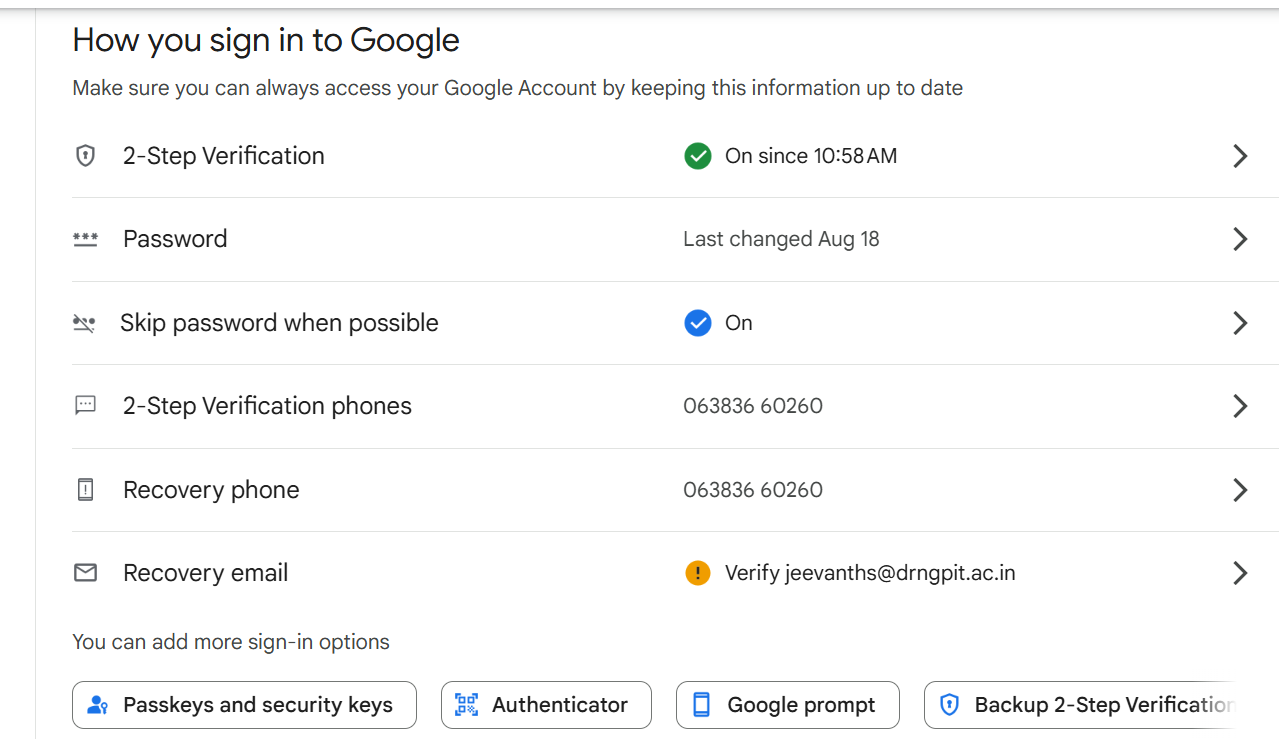 How you sign in to Google
Make sure you can always access your Google Account by keeping this information up to date
2-Step Verification
On since 10:58 AM
Password
Last changed Aug 18
Skip password when possible
On
2-Step Verification phones
063836 60260
Recovery phone
063836 60260
Recovery email
Verify jeevanths@drngpit.ac.in
You can add more sign-in options
Passkeys and security keys
Authenticator
Google prompt
Backup 2-Step Verification